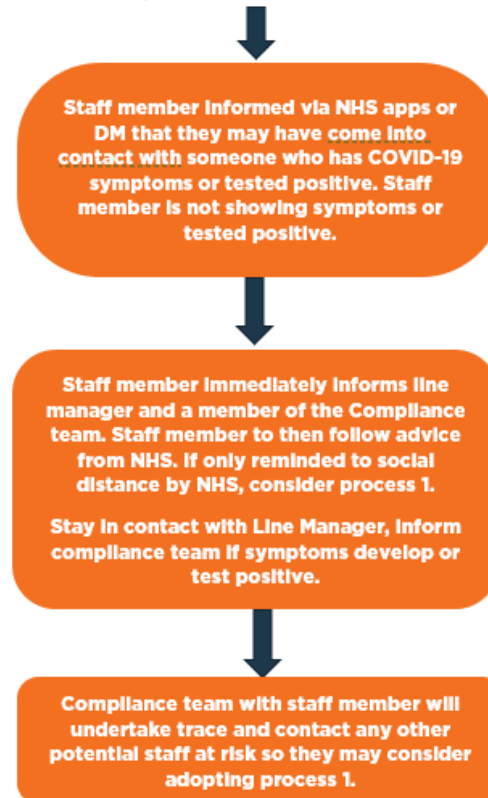 Staff member informed via NHS apps or
DM that they may have come into
contact with someone who has COVID-19
symptoms or tested positive. Staff
member is not showing symptoms or
tested positive.
Staff member immediately informs line
manager and a member of the Compliance
team. Staff member to then follow advice
from NHS. If only reminded to social
distance by NHS, consider process 1.
Stay in contact with Line Manager, inform
compliance team if symptoms develop or
test positive.
Compliance team with staff member will
undertake trace and contact any other
potential staff at risk so they may consider
adopting process 1.